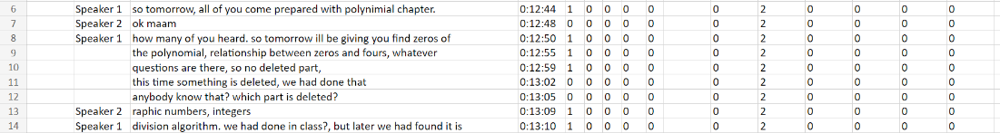 6 Speaker 1 so tomorrow, all of you come prepared with polynimial chapter. 0:12:44 1 0 0 0 0 0 2 0 0 0 0
7 Speaker 2 ok maam 0:12:48 0 0 0 0 0 0 2 0 0 0 0
8 Speaker 1 how many of you heard. so tomorrow ill be giving you find zeros of 0:12:50 1 0 0 0 0 0 2 0 0 0 0
9 the polynomial, relationship between zeros and fours, whatever 0:12:55 1 0 0 0 0 0 2 0 0 0 0
10 questions are there, so no deleted part, 0:12:59 1 0 0 0 0 0 2 0 0 0 0
11 this time something is deleted, we had done that 0:13:02 0 0 0 0 0 0 2 0 0 0 0
12 anybody know that? which part is deleted? 0:13:05 0 0 0 0 0 0 2 0 0 0 0
13 Speaker 2 raphic numbers, integers 0:13:09 1 0 0 0 0 0 2 0 0 0 0
14 Speaker 1 division algorithm. we had done in class?, but later we had found it is 0:13:10 1 0 0 0 0 0 2 0 0 0 0